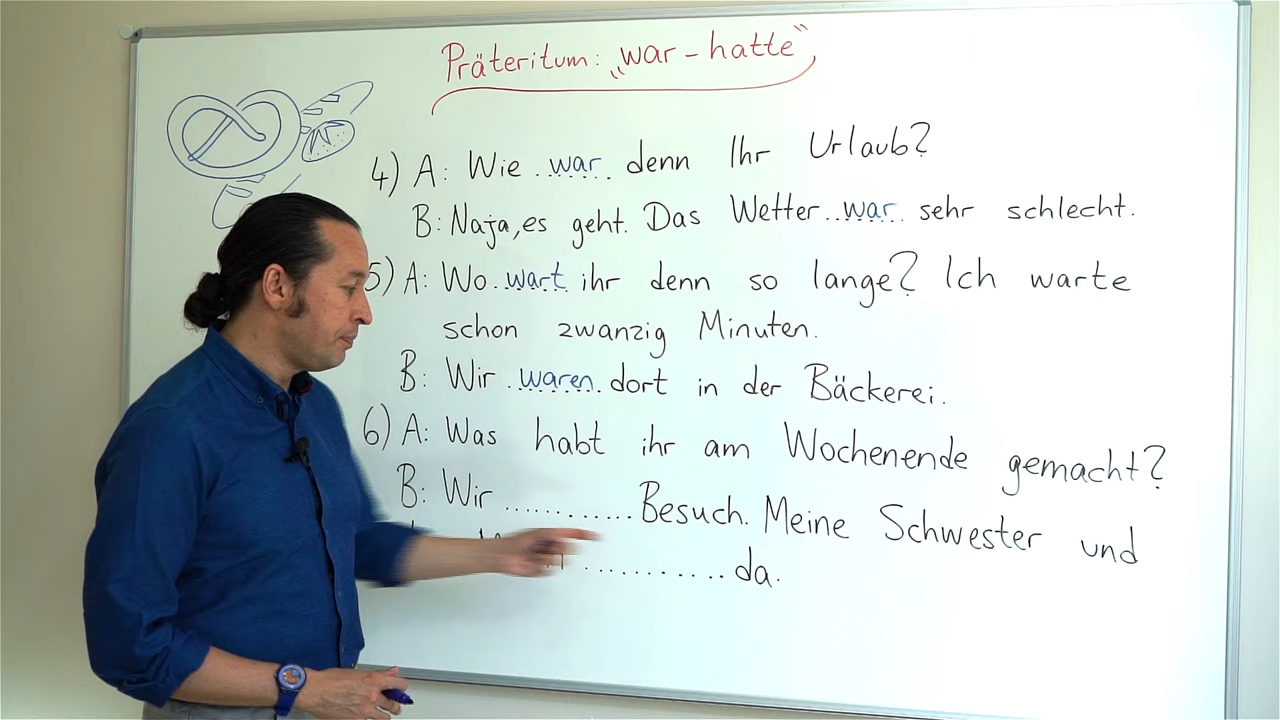 Präteritum: „war - hatte“
4) A: Wie .war.... denn Ihr Urlaub?
B: Naja, es geht. Das Wetter ..war.. sehr schlecht.
5) A: Wo .wart. ihr denn so lange? Ich warte
schon zwanzig Minuten.
B: Wir .waren. dort in der Bäckerei.
6) A: Was habt ihr am Wochenende gemacht?
B: Wir ............ Besuch. Meine Schwester und
........... da.